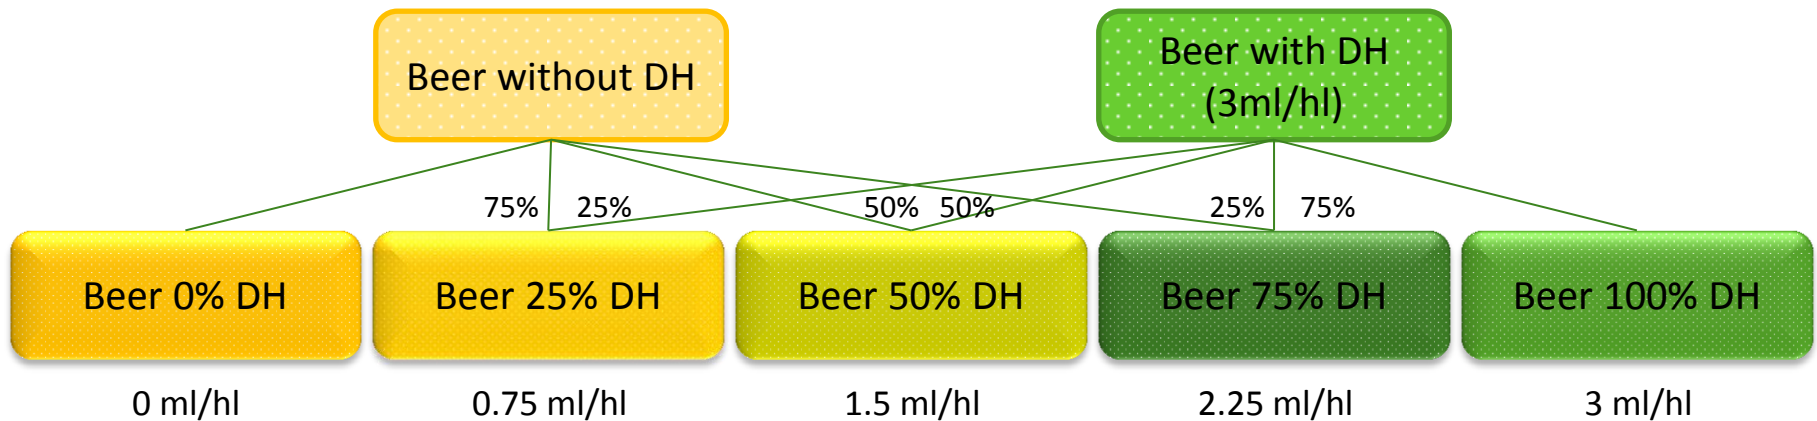 Beer without DH
Beer with DH
(3ml/hl)
75% 25% 50% 50% 25% 75%
Beer 0% DH Beer 25% DH Beer 50% DH Beer 75% DH Beer 100% DH
0 ml/hl 0.75 ml/hl 1.5 ml/hl 2.25 ml/hl 3 ml/hl